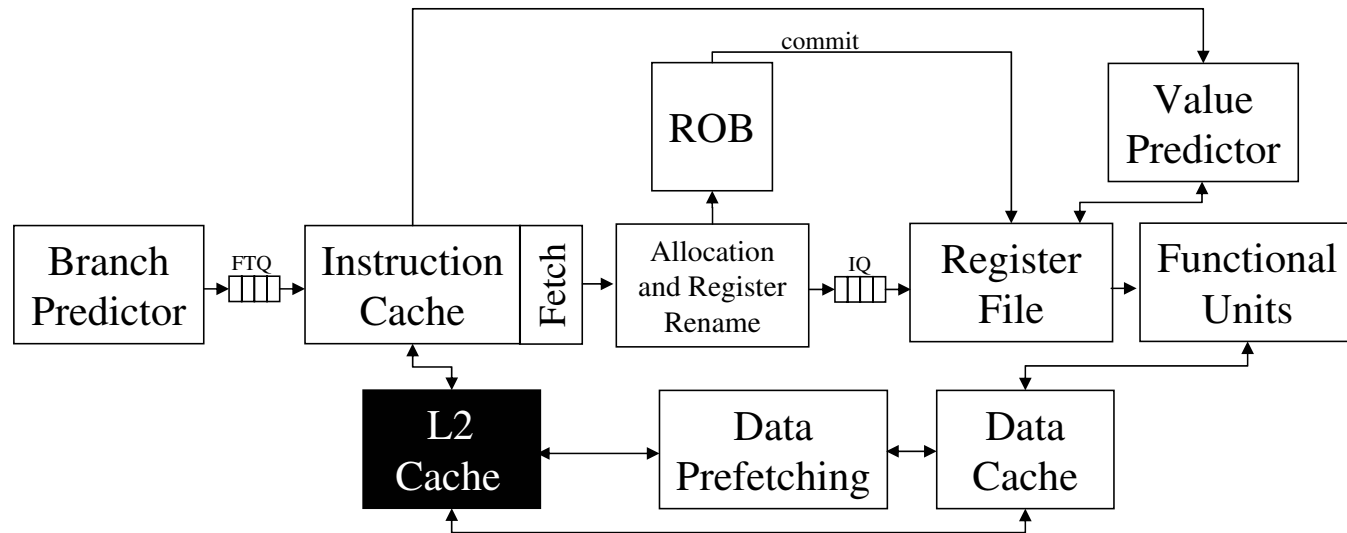 commit
ROB
Value
Predictor
Branch
Predictor
FTQ
Instruction
Cache
Fetch
Allocation
and Register
Rename
IQ
Register
File
Functional
Units
L2
Cache
Data
Prefetching
Data
Cache